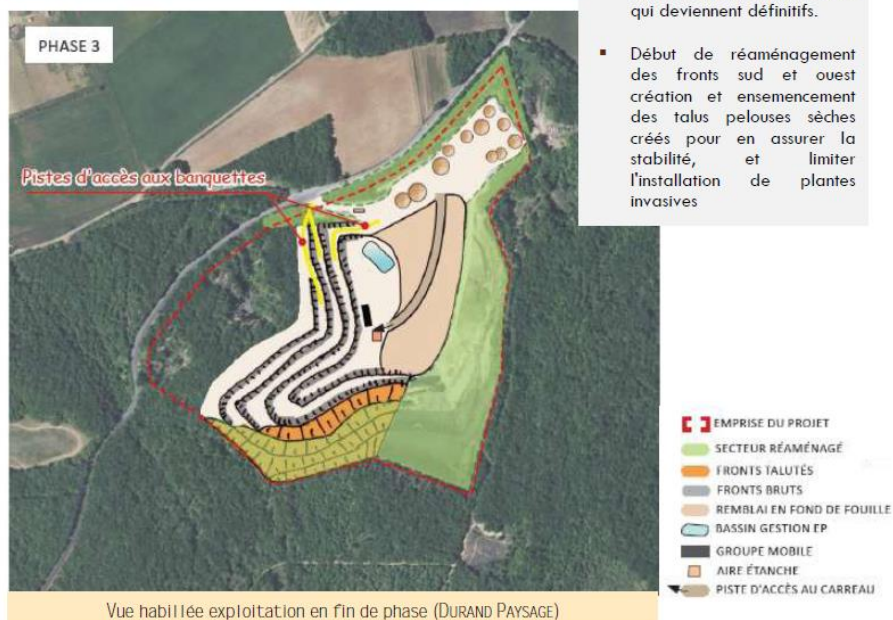 qui deviennent définitifs.
▪ Début de réaménagement
des fronts sud et ouest
création et ensemencement
des talus pelouses sèches
créés pour en assurer la
stabilité, et limiter
l'installation de plantes
invasives
PHASE 3
Pistes d'accès aux banquettes
EMPRISE DU PROJET
SECTEUR RÉAMÉNAGÉ
FRONTS TALUTÉS
FRONTS BRUTS
REMBLAI EN FOND DE FOUILLE
BASSIN GESTION EP
GROUPE MOBILE
AIRE ÉTANCHE
PISTE D'ACCÈS AU CARREAU
Vue habillée exploitation en fin de phase (DURAND PAYSAGE)